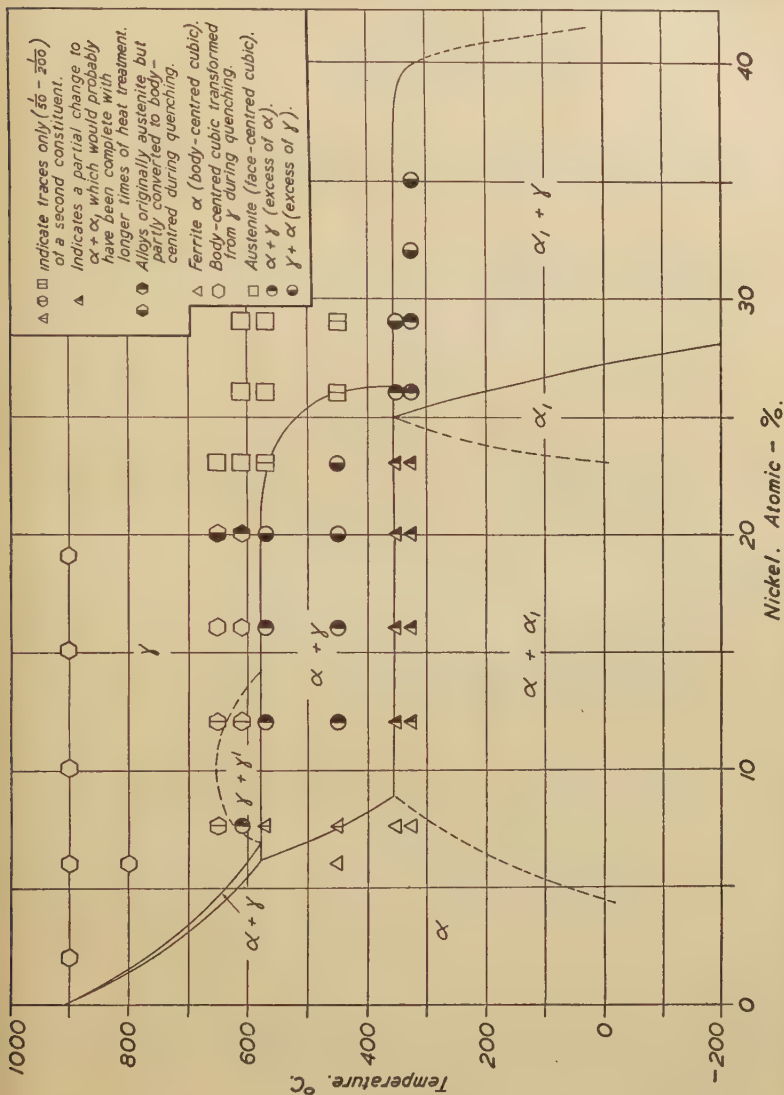 △ ⌽ ⊟ indicate traces only (1/50 – 1/200)
of a second constituent.
Indicates a partial change to
α + α₁ which would probably
have been complete with
longer times of heat treatment.
Alloys originally austenite but
partly converted to body-
centred during quenching.
△ Ferrite α (body-centred cubic).
⬡ Body-centred cubic transformed
from γ during quenching.
□ Austenite (face-centred cubic).
◒ α + γ (excess of α).
◒ γ + α (excess of γ).
1000
800
600
400
200
0
-200
Temperature. °C.
γ
α + γ
γ + γ'
α + γ
α
α + α₁
α₁
α₁ + γ
0
10
20
30
40
Nickel. Atomic – %.